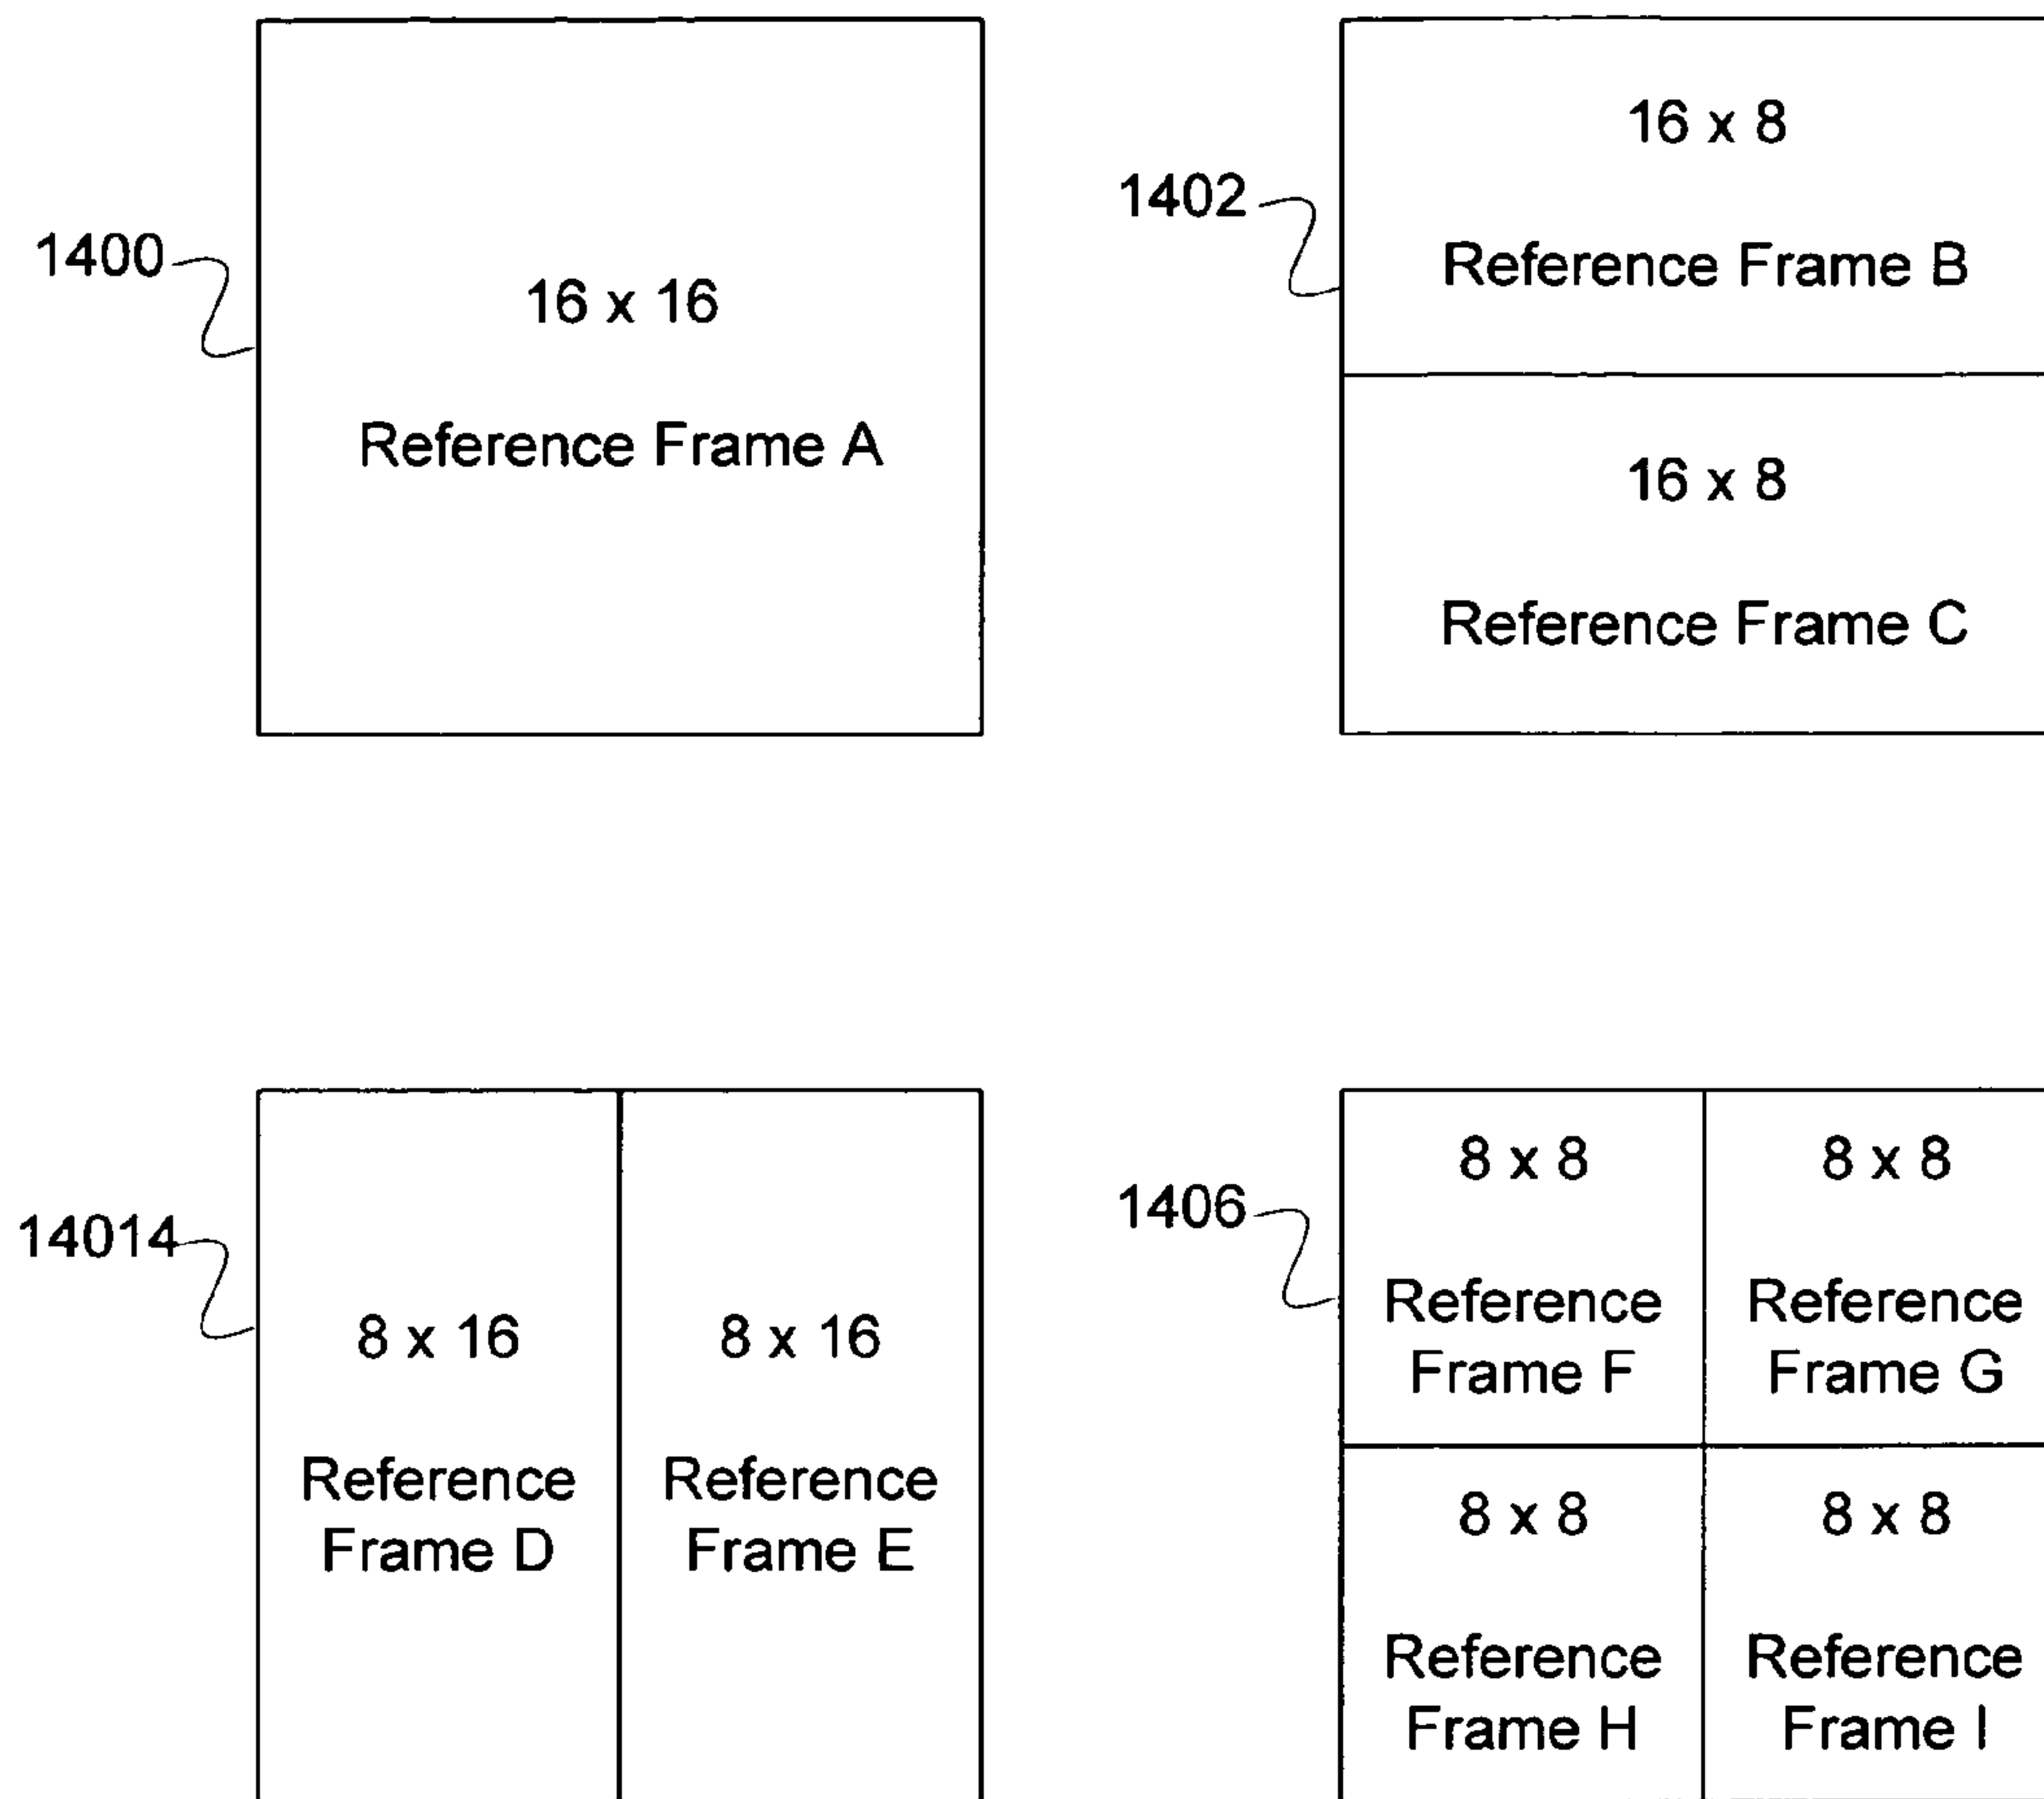 1400
16 x 16
Reference Frame A
1402
16 x 8
Reference Frame B
16 x 8
Reference Frame C
14014
8 x 16
Reference
Frame D
8 x 16
Reference
Frame E
1406
8 x 8
Reference
Frame F
8 x 8
Reference
Frame G
8 x 8
Reference
Frame H
8 x 8
Reference
Frame I